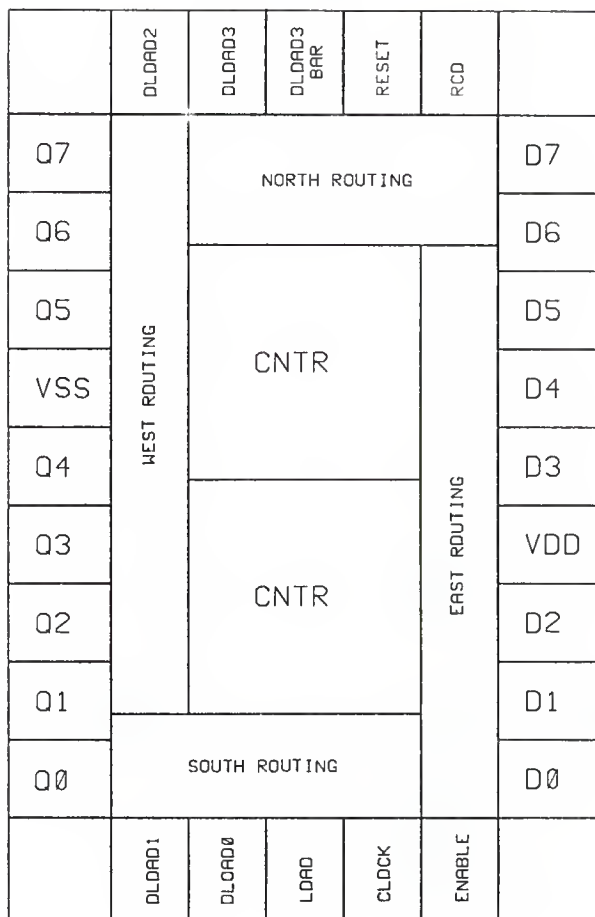 DLOAD2
DLOAD3
DLOAD3
BAR
RESET
RCO
Q7
NORTH ROUTING
D7
Q6
D6
Q5
D5
WEST ROUTING
CNTR
VSS
D4
Q4
D3
EAST ROUTING
Q3
VDD
CNTR
Q2
D2
Q1
D1
SOUTH ROUTING
Q0
D0
DLOAD1
DLOAD0
LOAD
CLOCK
ENABLE